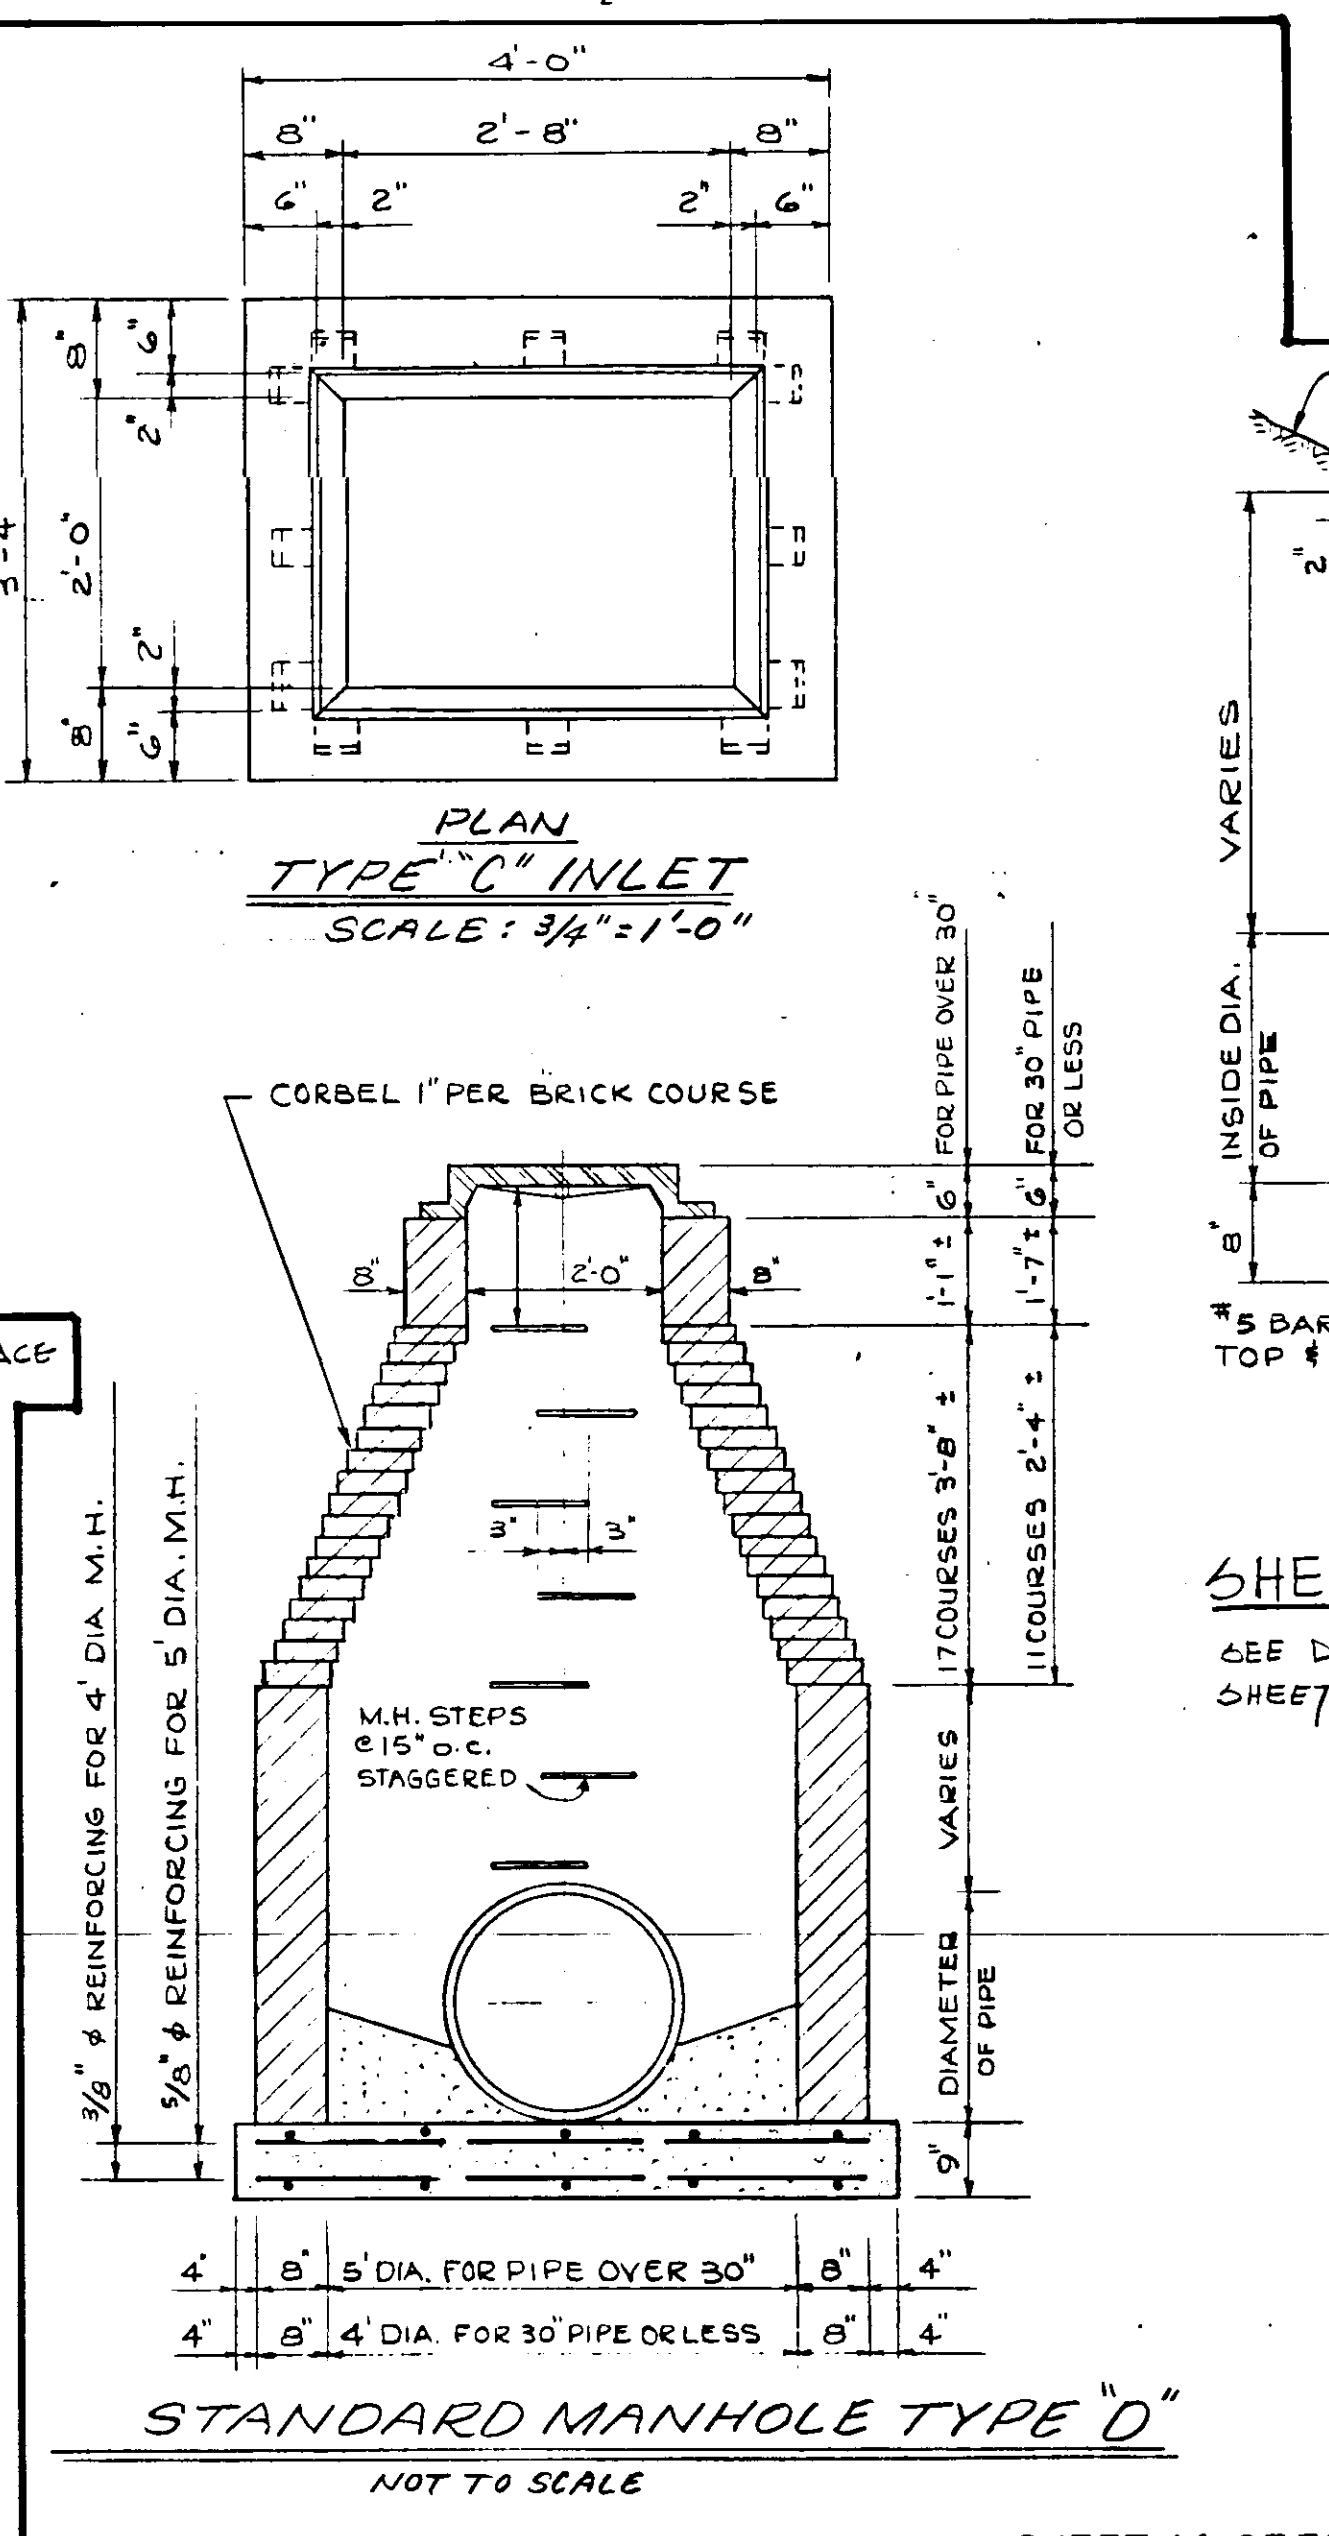 4'-0"
8" 2'-8" 8"
6" 2" 2" 6"
8" 6"
2"
2'-0"
2"
8" 6"
PLAN
TYPE "C" INLET
SCALE: 3/4" = 1'-0"
VARIES
2"
INSIDE DIA.
OF PIPE
8"
#5 BAR
TOP &
SHE
SEE D
SHEET
ACE
CORBEL 1" PER BRICK COURSE
FOR PIPE OVER 30"
FOR 30" PIPE
OR LESS
6" 6"
1'-1" ± 1'-7" ±
8" 2'-0" 8"
17 COURSES 3'-8" ±
11 COURSES 2'-4" ±
3" 3"
M.H. STEPS
@ 15" O.C.
STAGGERED
VARIES
DIAMETER
OF PIPE
9"
3/8" ϕ REINFORCING FOR 4' DIA M.H.
5/8" ϕ REINFORCING FOR 5' DIA. M.H.
4" 8" 5' DIA. FOR PIPE OVER 30" 8" 4"
4" 8" 4' DIA. FOR 30" PIPE OR LESS 8" 4"
STANDARD MANHOLE TYPE "D"
NOT TO SCALE